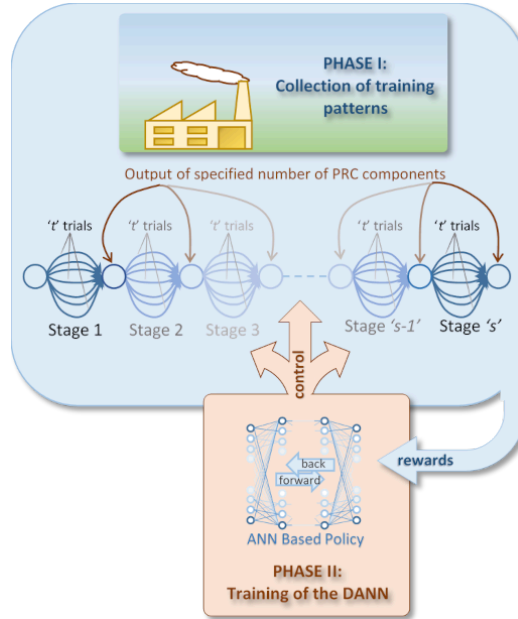 PHASE I:
Collection of training
patterns
Output of specified number of PRC components
't' trials 't' trials 't' trials 't' trials 't' trials
Stage 1 Stage 2 Stage 3 Stage 's-1' Stage 's'
control
rewards
back
forward
ANN Based Policy
PHASE II:
Training of the DANN